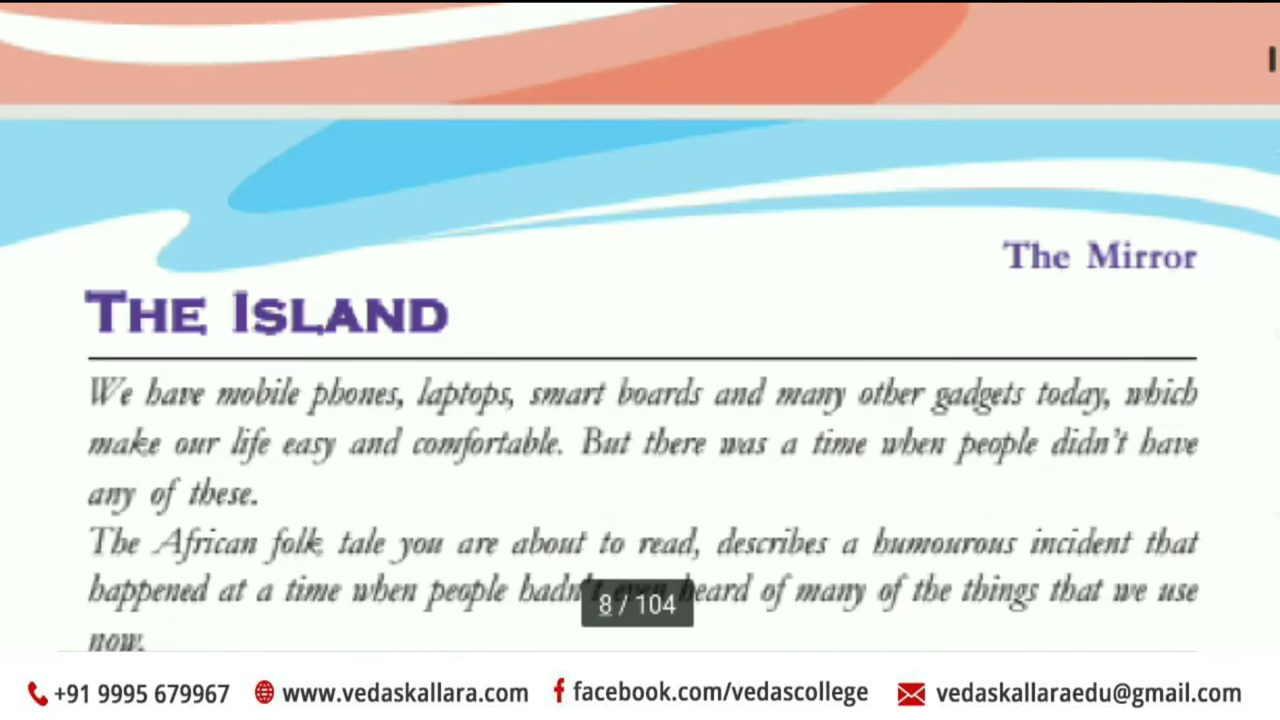 The Mirror
THE ISLAND
We have mobile phones, laptops, smart boards and many other gadgets today, which
make our life easy and comfortable. But there was a time when people didn't have
any of these.
The African folk tale you are about to read, describes a humourous incident that
happened at a time when people hadn't even heard of many of the things that we use
now.
8 / 104
+91 9995 679967 www.vedaskallara.com facebook.com/vedascollege vedaskallaraedu@gmail.com